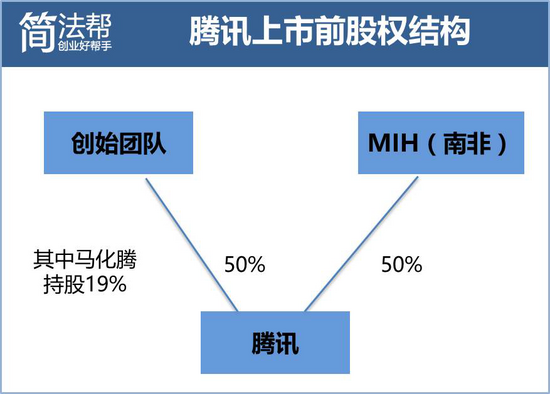 简法帮
创业好帮手
腾讯上市前股权结构
创始团队
MIH（南非）
其中马化腾
持股19%
50%
50%
腾讯